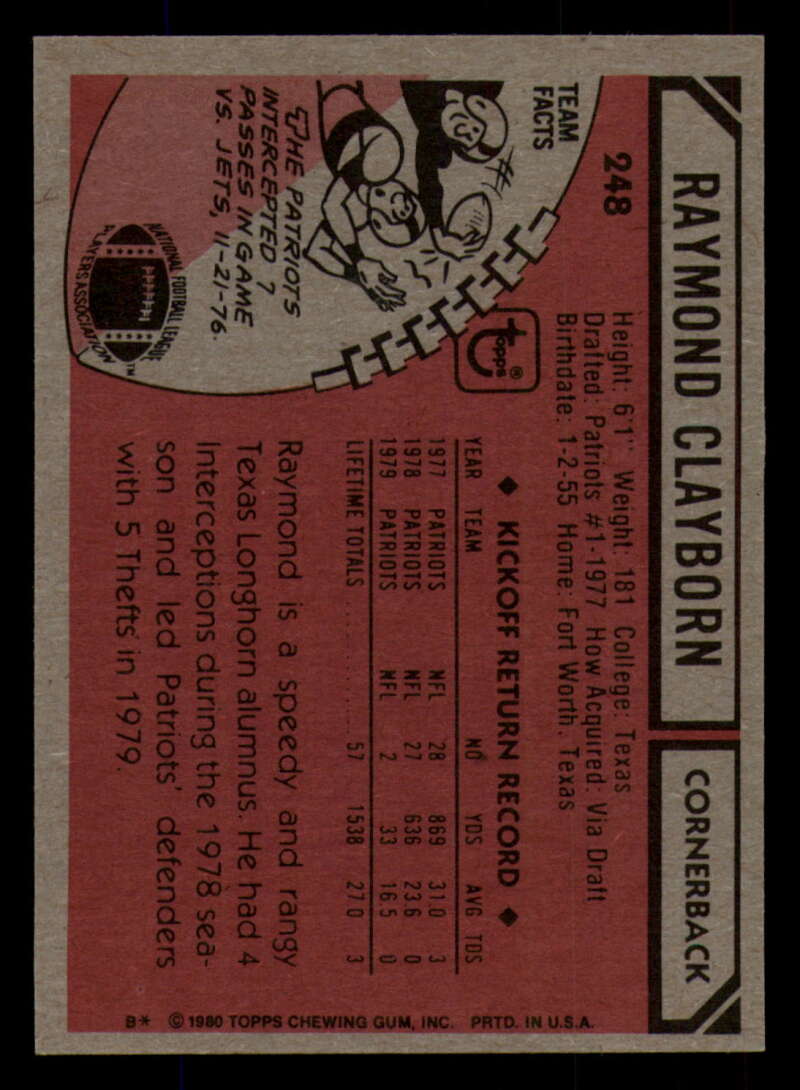 RAYMOND CLAYBORN
CORNERBACK
248
Height: 6'1" Weight: 181 College: Texas
Drafted: Patriots #1-1977 How Acquired: Via Draft
Birthdate: 1-2-55 Home: Fort Worth, Texas
TEAM
FACTS
THE PATRIOTS
INTERCEPTED 7
PASSES IN GAME
VS. JETS, 11-21-76.
NATIONAL FOOTBALL LEAGUE
PLAYERS ASSOCIATION
TM
topps®
◆ KICKOFF RETURN RECORD ◆
YEAR TEAM NO YDS AVG TDS
1977 PATRIOTS NFL 28 869 31.0 3
1978 PATRIOTS NFL 27 636 23.6 0
1979 PATRIOTS NFL 2 33 16.5 0
LIFETIME TOTALS 57 1538 27.0 3
Raymond is a speedy and rangy
Texas Longhorn alumnus. He had 4
Interceptions during the 1978 sea-
son and led Patriots' defenders
with 5 Thefts in 1979.
B* © 1980 TOPPS CHEWING GUM, INC. PRTD. IN U.S.A.